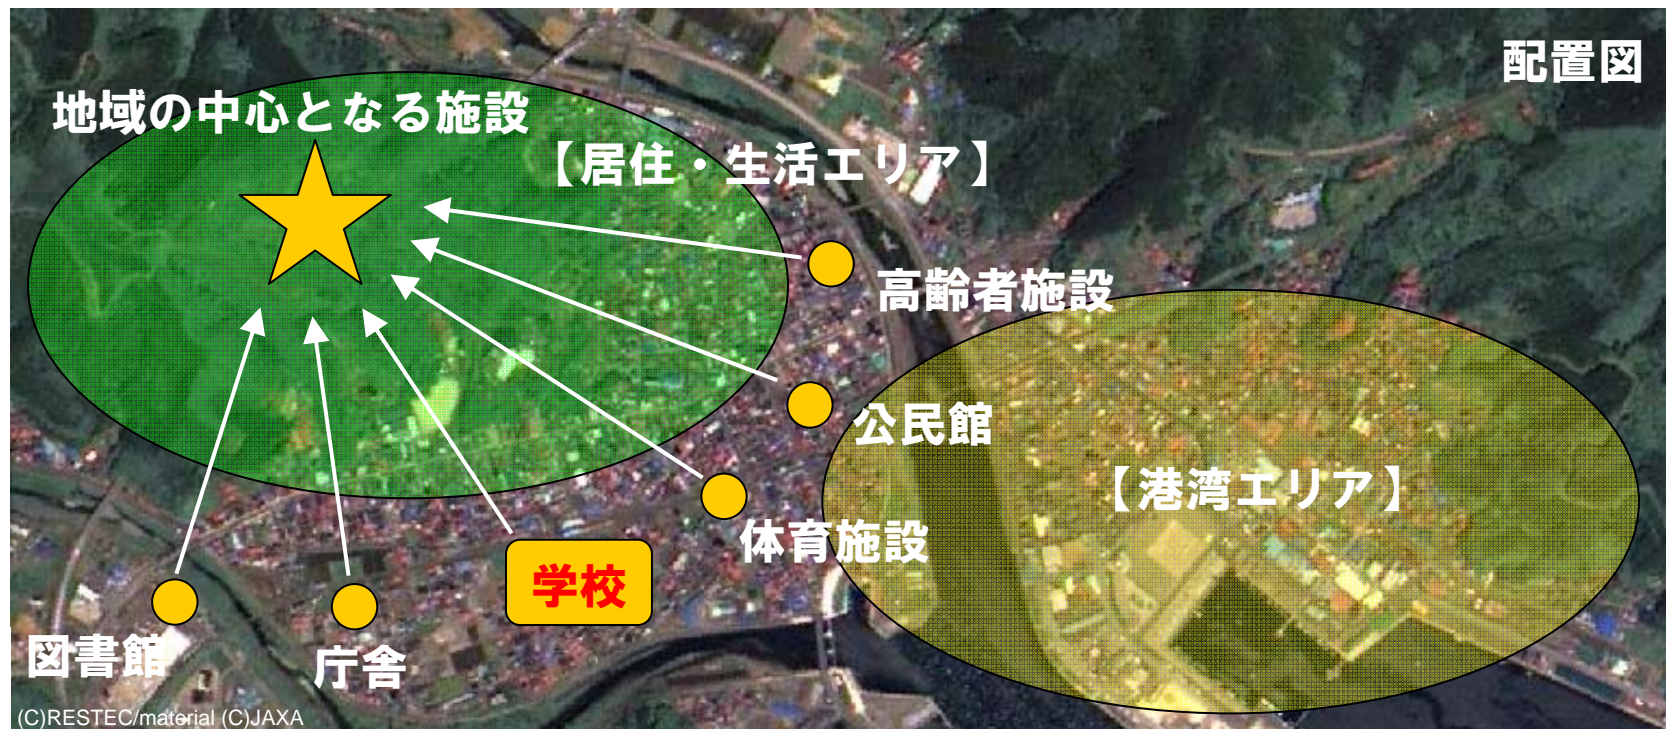 配置図
地域の中心となる施設
【居住・生活エリア】
高齢者施設
公民館
【港湾エリア】
体育施設
学校
図書館
庁舎
(C)RESTEC/material (C)JAXA